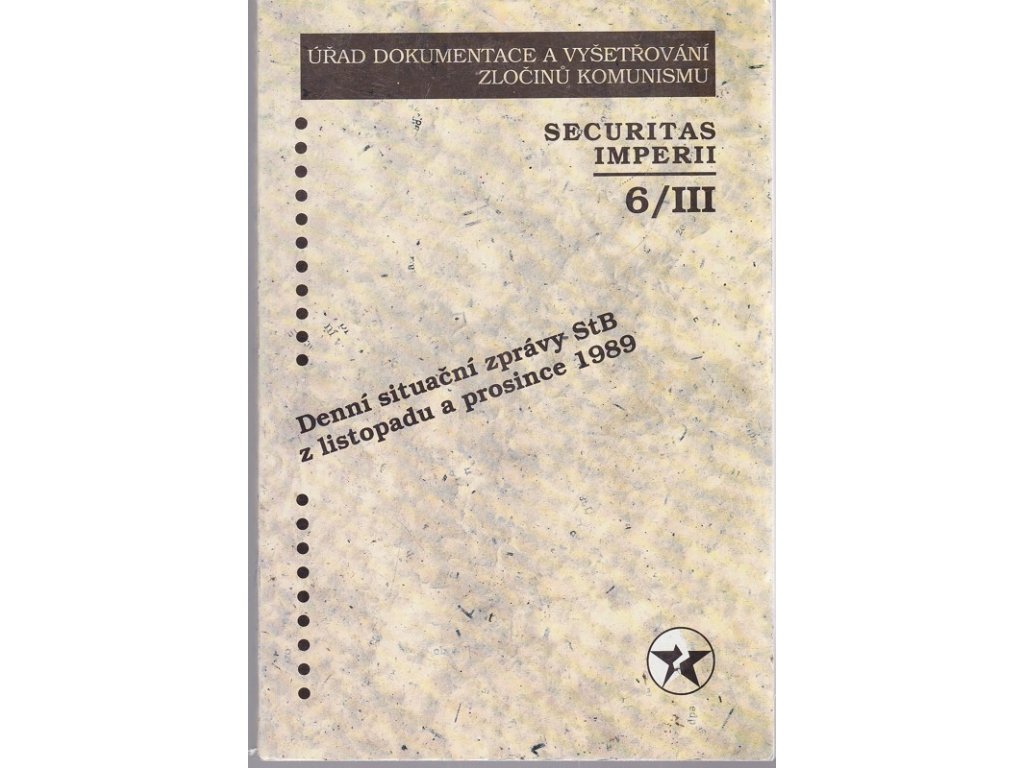 ÚŘAD DOKUMENTACE A VYŠETŘOVÁNÍ
ZLOČINŮ KOMUNISMU
SECURITAS
IMPERII
6/III
Denní situační zprávy StB
z listopadu a prosince 1989